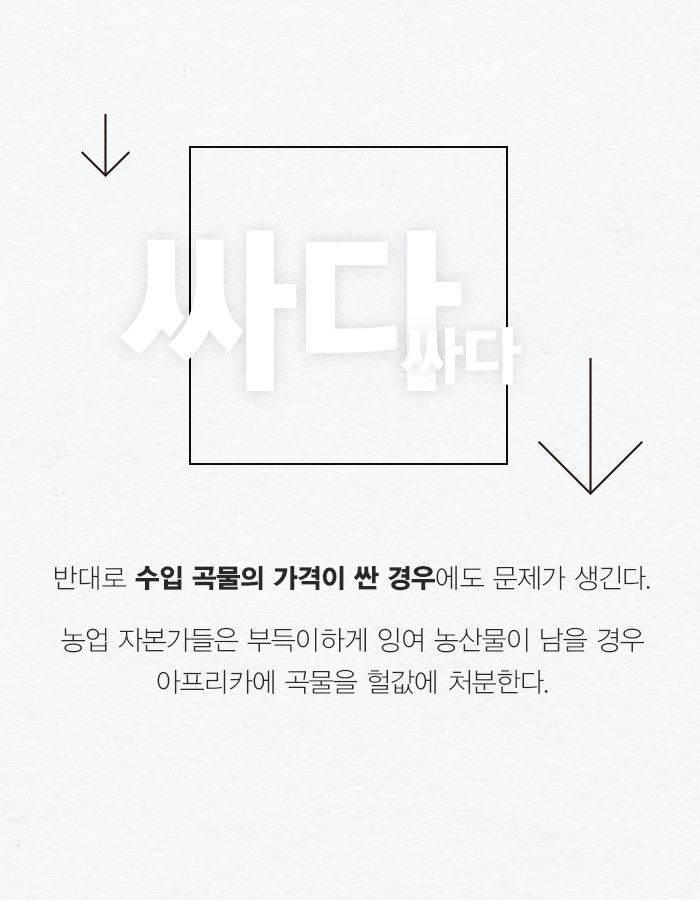 싸다
싸다
반대로 수입 곡물의 가격이 싼 경우에도 문제가 생긴다.
농업 자본가들은 부득이하게 잉여 농산물이 남을 경우
아프리카에 곡물을 헐값에 처분한다.